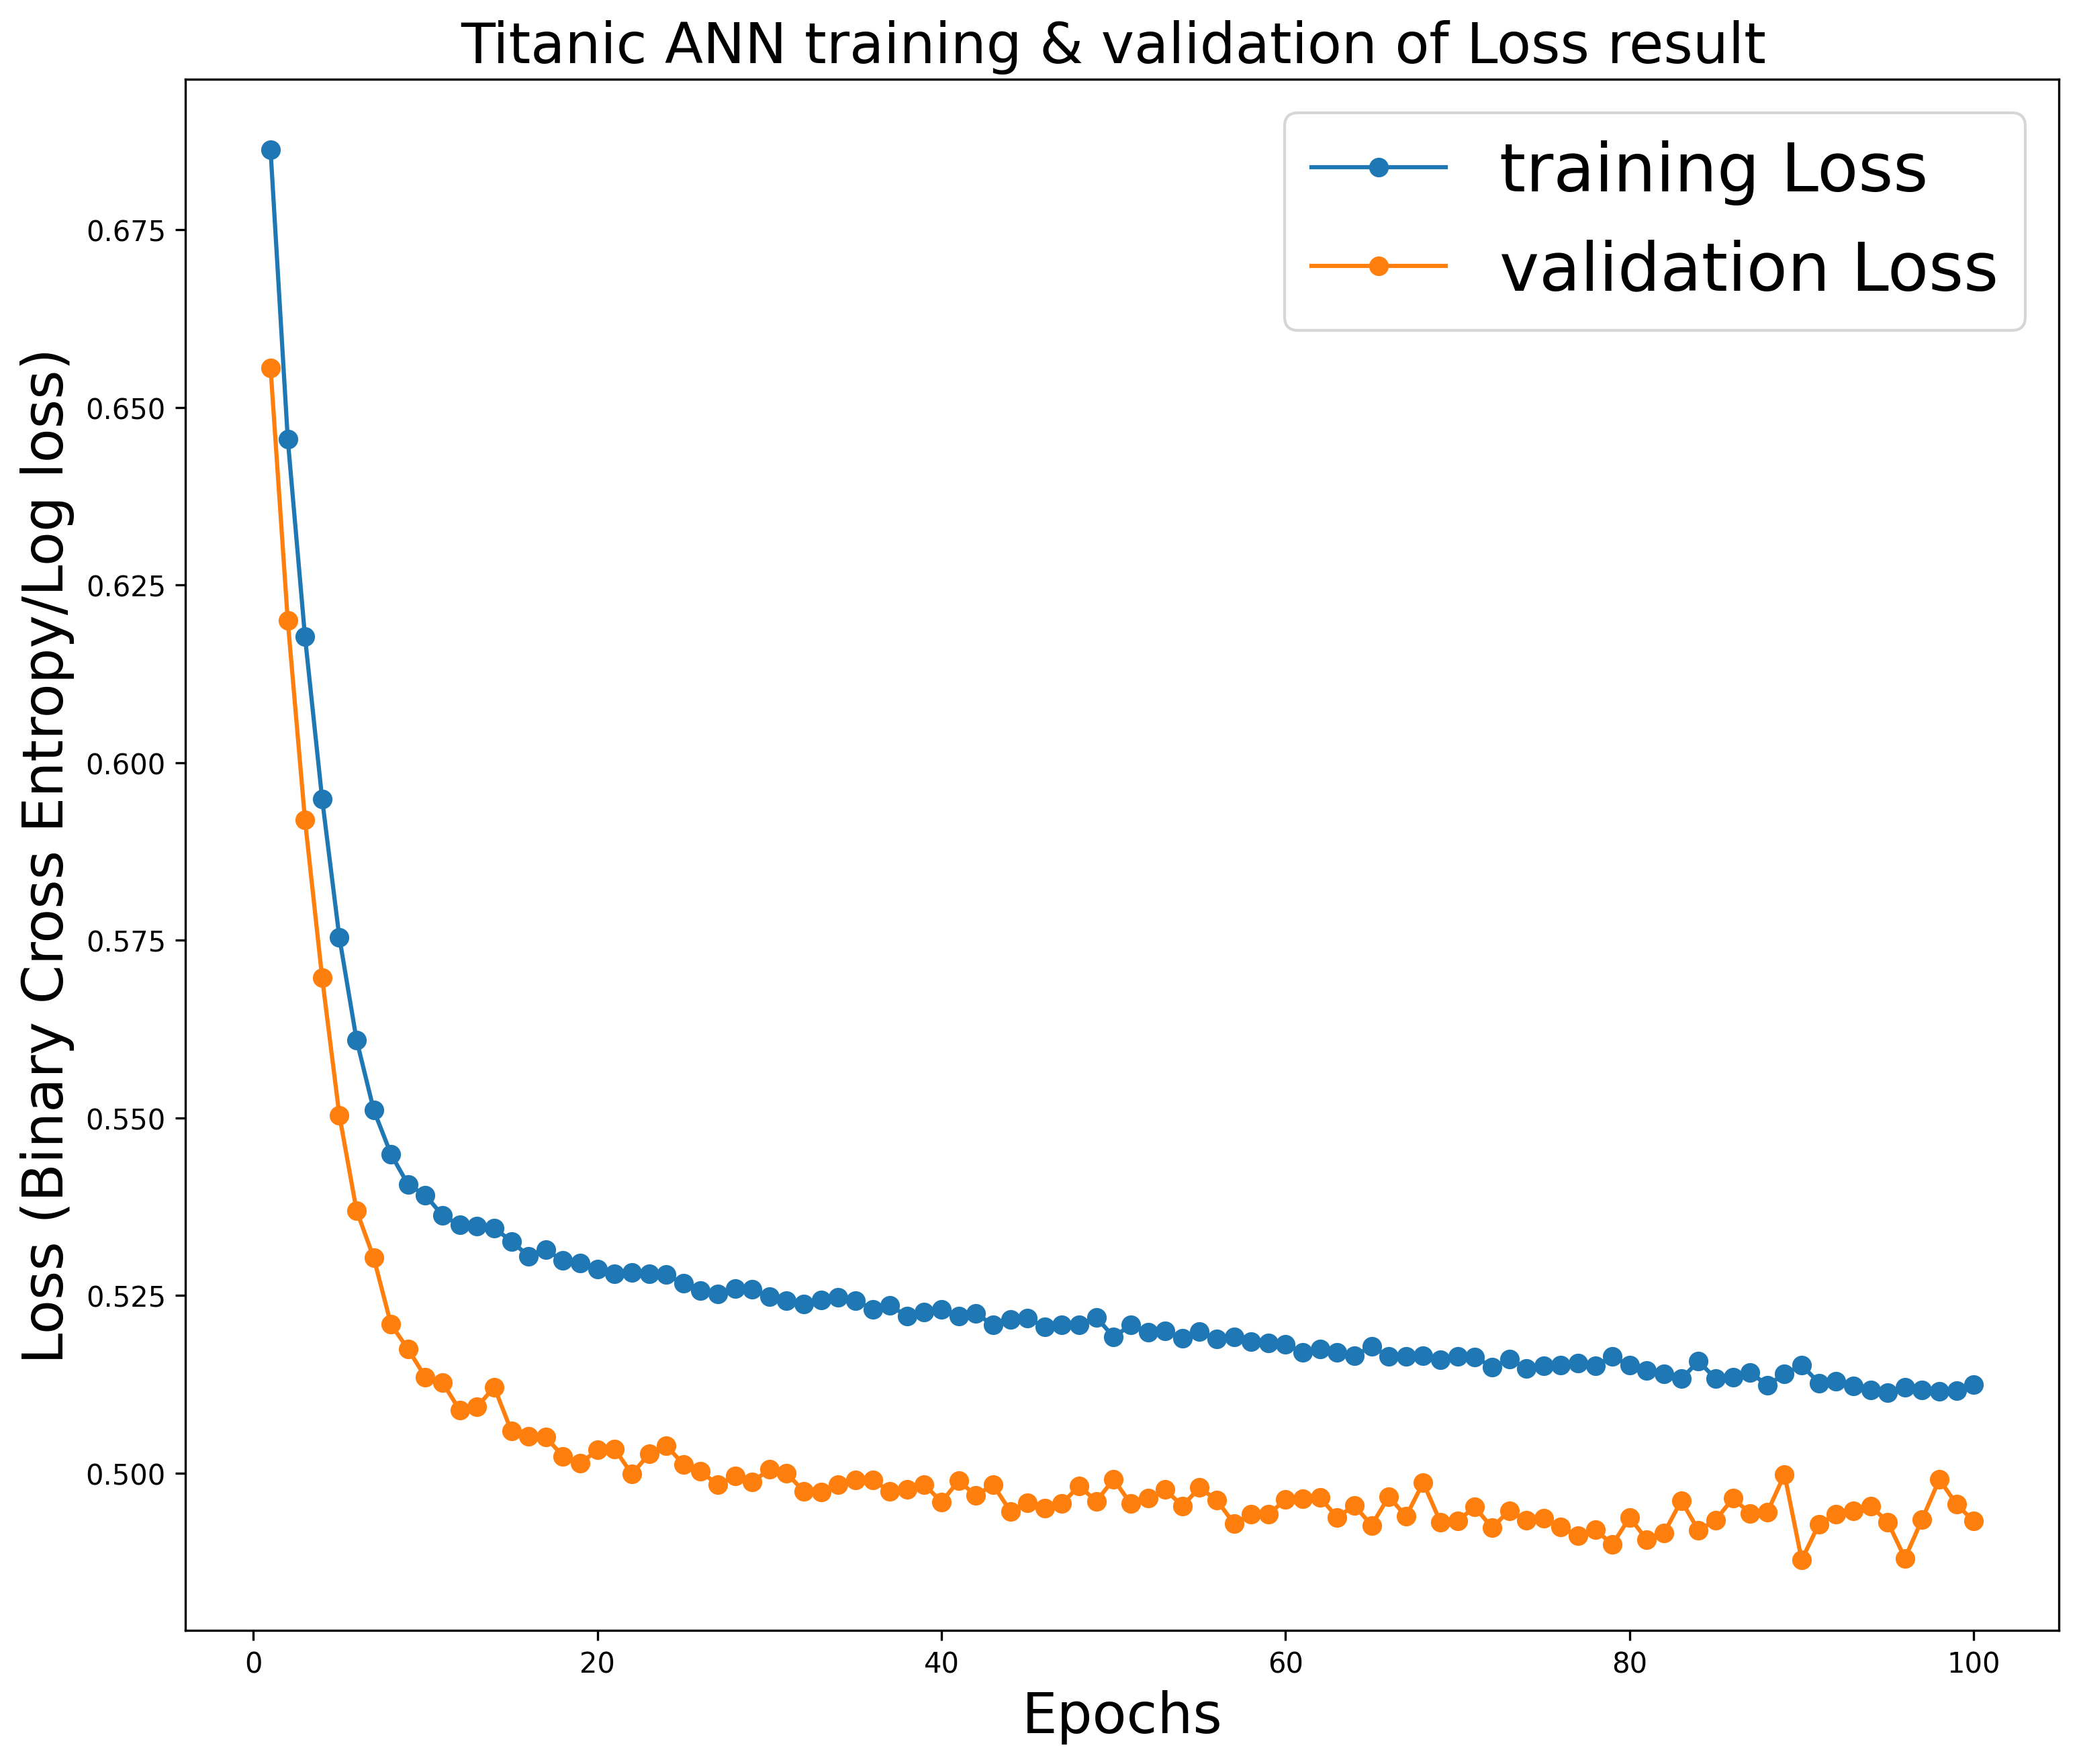 Titanic ANN training & validation of Loss result
training Loss
validation Loss
Loss (Binary Cross Entropy/Log loss)
0.675
0.650
0.625
0.600
0.575
0.550
0.525
0.500
0 20 40 60 80 100
Epochs